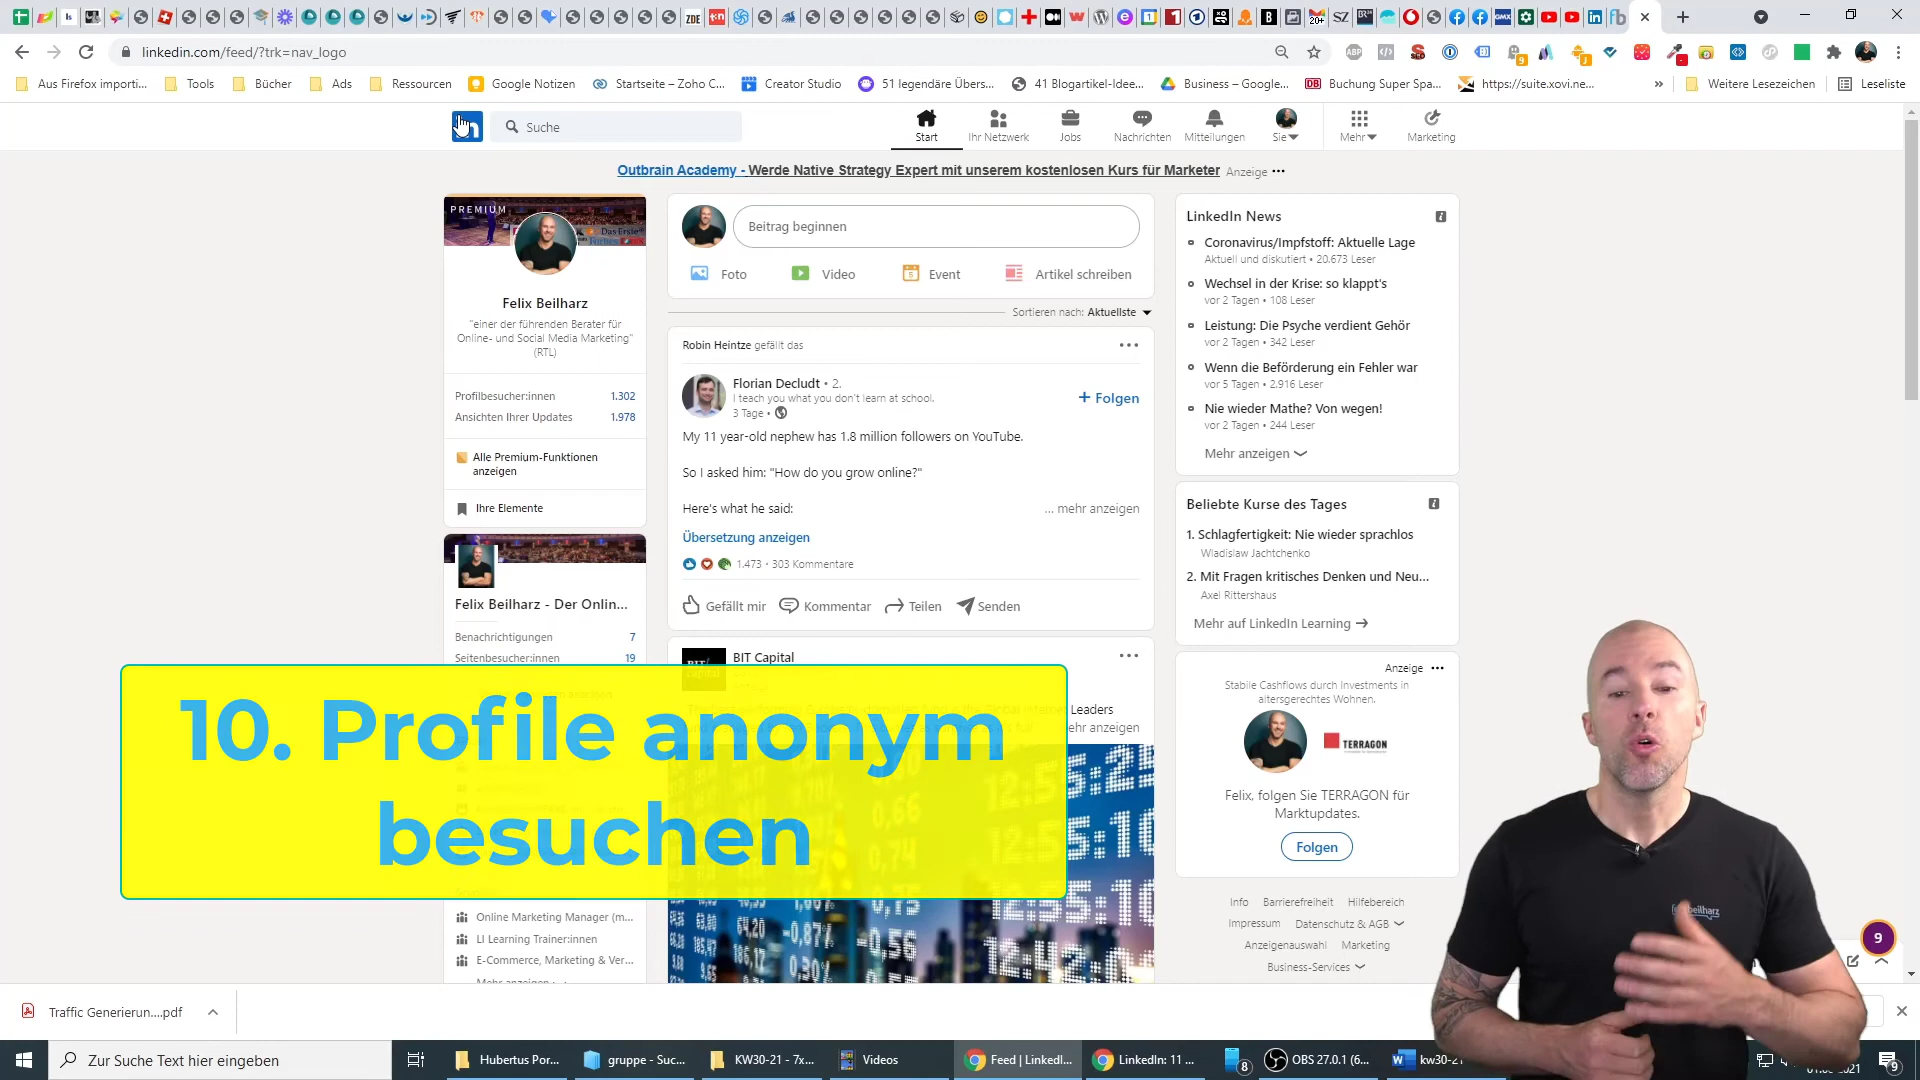 linkedin.com/feed/?trk=nav_logo
Aus Firefox importi...
Tools
Bücher
Ads
Ressourcen
Google Notizen
Startseite – Zoho C...
Creator Studio
51 legendäre Übers...
41 Blogartikel-Idee...
Business – Google...
Buchung Super Spa...
https://suite.xovi.ne...
Weitere Lesezeichen
Leseliste
Suche
Start
Ihr Netzwerk
Jobs
Nachrichten
Mitteilungen
Sie
Mehr
Marketing
Outbrain Academy - Werde Native Strategy Expert mit unserem kostenlosen Kurs für Marketer Anzeige
PREMIUM
Felix Beilharz
"einer der führenden Berater für
Online- und Social Media Marketing"
(RTL)
Profilbesucher:innen 1.302
Ansichten Ihrer Updates 1.978
Alle Premium-Funktionen
anzeigen
Ihre Elemente
Felix Beilharz - Der Onlin...
Benachrichtigungen 7
Seitenbesucher:innen 19
Online Marketing Manager (m...
LI Learning Trainer:innen
E-Commerce, Marketing & Ver...
Beitrag beginnen
Foto
Video
Event
Artikel schreiben
Sortieren nach: Aktuellste
Robin Heintze gefällt das
Florian Decludt • 2.
I teach you what you don't learn at school.
3 Tage •
+ Folgen
My 11 year-old nephew has 1.8 million followers on YouTube.
So I asked him: "How do you grow online?"
Here's what he said:
... mehr anzeigen
Übersetzung anzeigen
1.473 • 303 Kommentare
Gefällt mir
Kommentar
Teilen
Senden
BIT Capital
Leaders
10. Profile anonym
besuchen
LinkedIn News
Coronavirus/Impfstoff: Aktuelle Lage
Aktuell und diskutiert • 20.673 Leser
Wechsel in der Krise: so klappt's
vor 2 Tagen • 108 Leser
Leistung: Die Psyche verdient Gehör
vor 2 Tagen • 342 Leser
Wenn die Beförderung ein Fehler war
vor 5 Tagen • 2.916 Leser
Nie wieder Mathe? Von wegen!
vor 2 Tagen • 244 Leser
Mehr anzeigen
Beliebte Kurse des Tages
1. Schlagfertigkeit: Nie wieder sprachlos
Wladislaw Jachtchenko
2. Mit Fragen kritisches Denken und Neu...
Axel Rittershaus
Mehr auf LinkedIn Learning
Anzeige
Stabile Cashflows durch Investments in
altersgerechtes Wohnen.
TERRAGON
Felix, folgen Sie TERRAGON für
Marktupdates.
Folgen
Info
Barrierefreiheit
Hilfebereich
Impressum
Datenschutz & AGB
Anzeigenauswahl
Marketing
Business-Services
9
Traffic Generierun....pdf
Zur Suche Text hier eingeben
Hubertus Por...
gruppe - Suc...
KW30-21 - 7x...
Videos
Feed | LinkedI...
LinkedIn: 11 ...
8
OBS 27.0.1 (6...
kw30-21
9